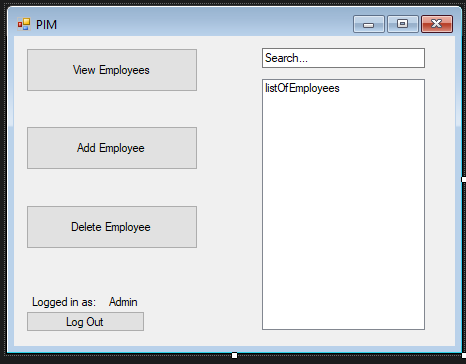 PIM
View Employees
Search...
listOfEmployees
Add Employee
Delete Employee
Logged in as: Admin
Log Out